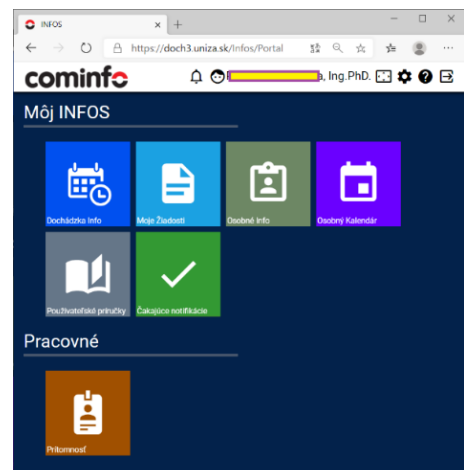 INFOS
https://doch3.uniza.sk/Infos/Portal
cominfo
, Ing.PhD.
Môj INFOS
Dochádzka Info
Moje Žiadosti
Osobné Info
Osobný Kalendár
Používateľské príručky
Čakajúce notifikácie
Pracovné
Prítomnosť